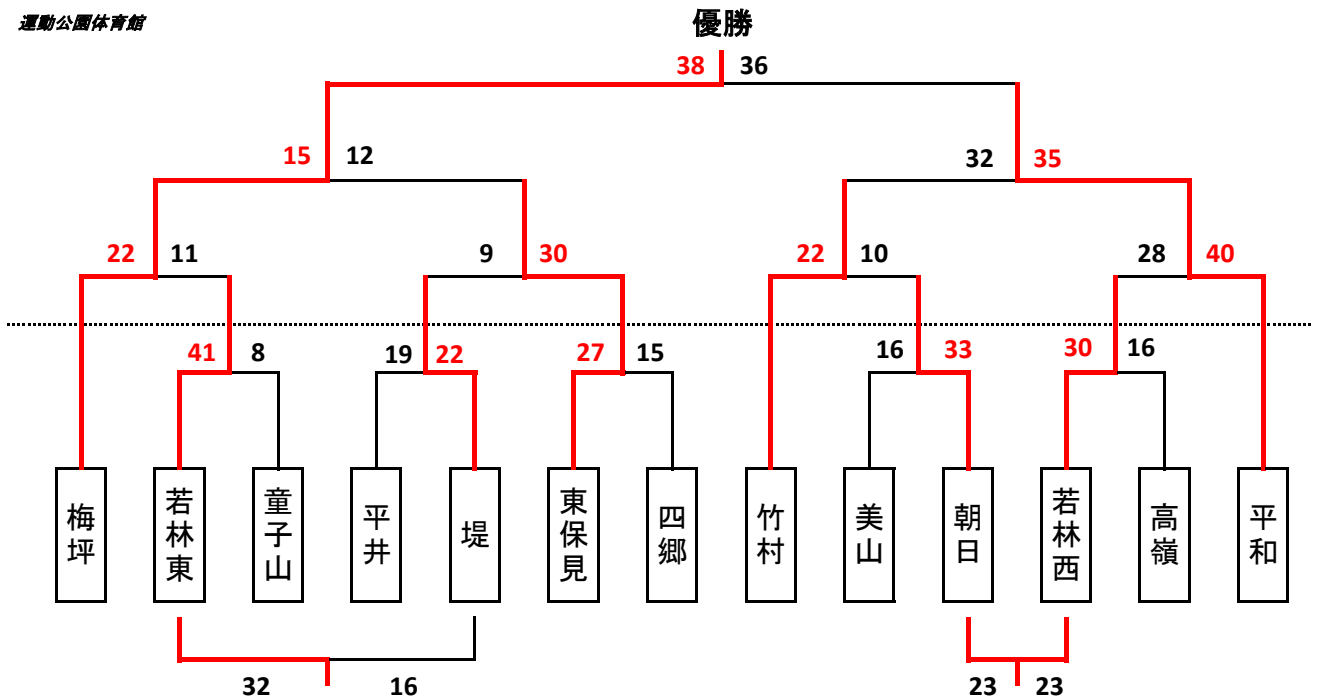 運動公園体育館
優勝
38 36
15 12 32 35
22 11 9 30 22 10 28 40
41 8 19 22 27 15 16 33 30 16
梅坪 若林東 童子山 平井 堤 東保見 四郷 竹村 美山 朝日 若林西 高嶺 平和
32 16 23 23